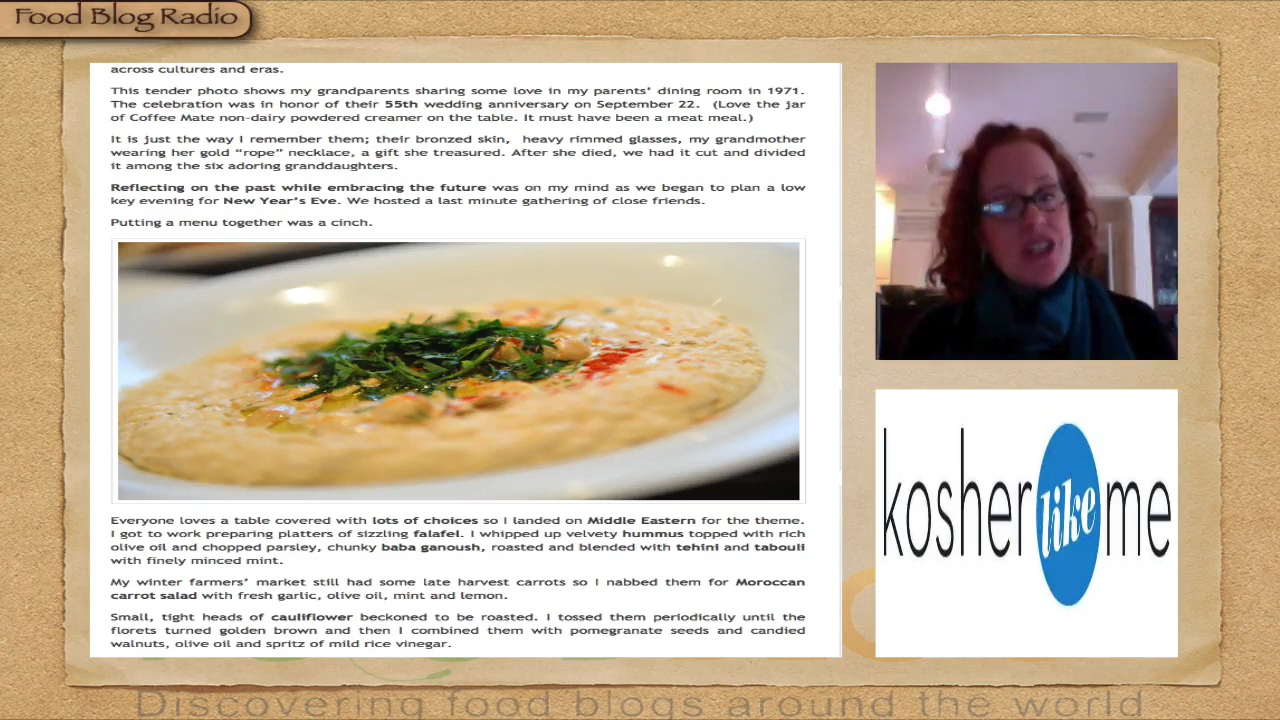 Food Blog Radio
across cultures and eras.
This tender photo shows my grandparents sharing some love in my parents' dining room in 1971.
The celebration was in honor of their 55th wedding anniversary on September 22. (Love the jar
of Coffee Mate non-dairy powdered creamer on the table. It must have been a meat meal.)
It is just the way I remember them; their bronzed skin, heavy rimmed glasses, my grandmother
wearing her gold “rope” necklace, a gift she treasured. After she died, we had it cut and divided
it among the six adoring granddaughters.
Reflecting on the past while embracing the future was on my mind as we began to plan a low
key evening for New Year's Eve. We hosted a last minute gathering of close friends.
Putting a menu together was a cinch.
Everyone loves a table covered with lots of choices so I landed on Middle Eastern for the theme.
I got to work preparing platters of sizzling falafel. I whipped up velvety hummus topped with rich
olive oil and chopped parsley, chunky baba ganoush, roasted and blended with tehini and tabouli
with finely minced mint.
My winter farmers' market still had some late harvest carrots so I nabbed them for Moroccan
carrot salad with fresh garlic, olive oil, mint and lemon.
Small, tight heads of cauliflower beckoned to be roasted. I tossed them periodically until the
florets turned golden brown and then I combined them with pomegranate seeds and candied
walnuts, olive oil and spritz of mild rice vinegar.
kosher like me
Discovering food blogs around the world